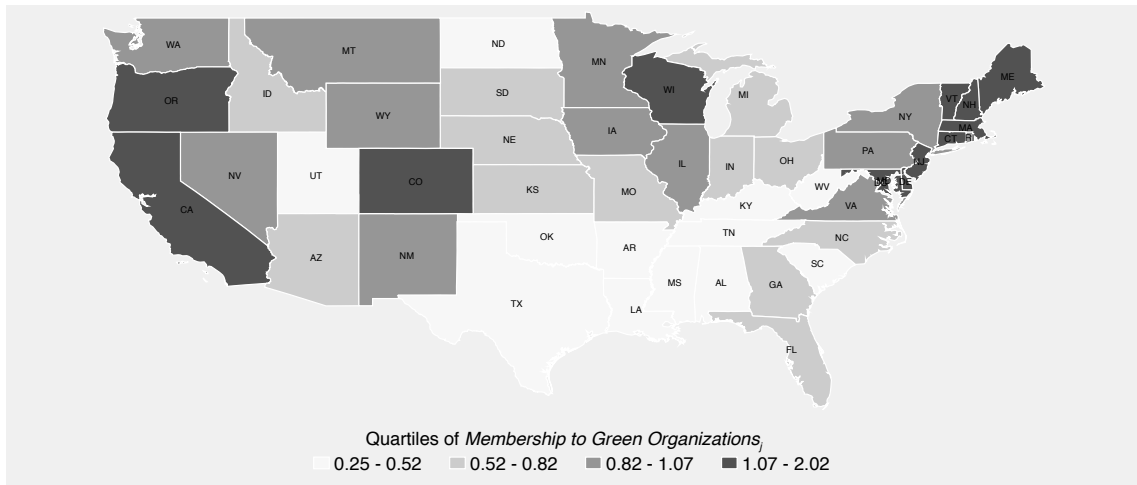 WA
MT
ND
MN
ME
OR
ID
SD
WI
MI
VT
NH
NY
WY
MA
CT
RI
IA
NE
PA
NJ
NV
UT
CO
IL
IN
OH
MD
DC
DE
WV
KS
MO
KY
VA
CA
AZ
NM
OK
AR
TN
NC
SC
TX
LA
MS
AL
GA
FL
Quartiles of Membership to Green Organizationsj
0.25 - 0.52 0.52 - 0.82 0.82 - 1.07 1.07 - 2.02